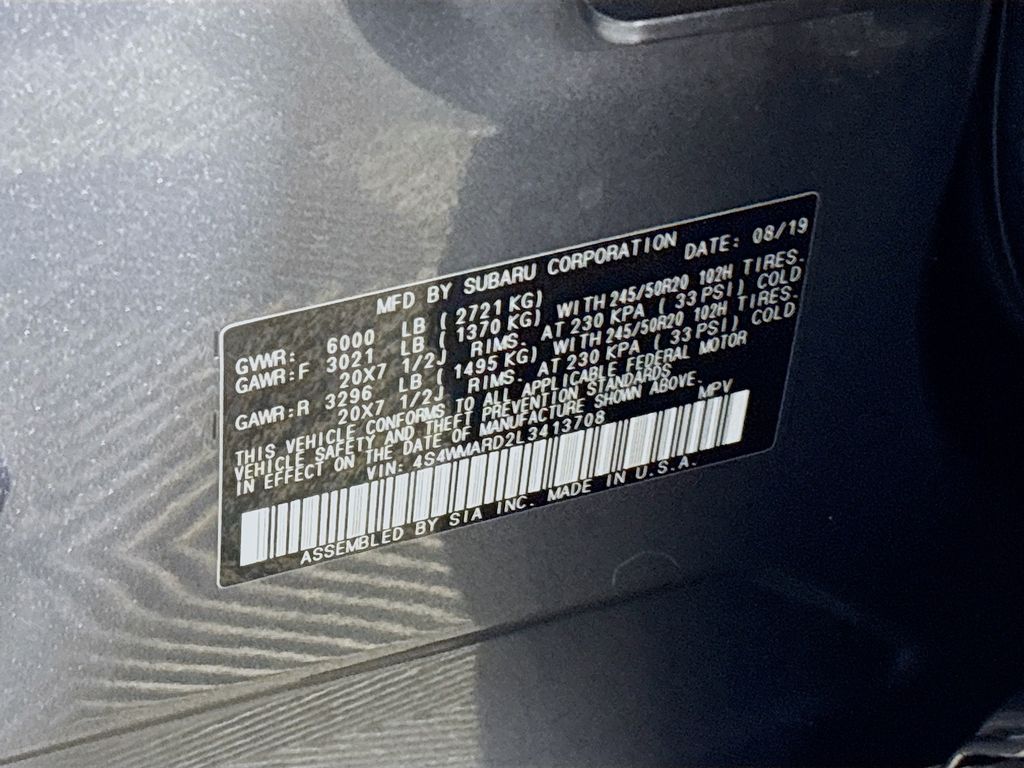 MFD BY SUBARU CORPORATION DATE: 08/19
GVWR: 6000 LB ( 2721 KG)
GAWR:F 3021 LB ( 1370 KG) WITH 245/50R20 102H TIRES.
20X7 1/2J RIMS. AT 230 KPA ( 33 PSI) COLD
GAWR:R 3296 LB ( 1495 KG) WITH 245/50R20 102H TIRES.
20X7 1/2J RIMS. AT 230 KPA ( 33 PSI) COLD
THIS VEHICLE CONFORMS TO ALL APPLICABLE FEDERAL MOTOR
VEHICLE SAFETY AND THEFT PREVENTION STANDARDS
IN EFFECT ON THE DATE OF MANUFACTURE SHOWN ABOVE.
VIN: 4S4WMARD2L3413708 MPV
ASSEMBLED BY SIA INC. MADE IN U.S.A.